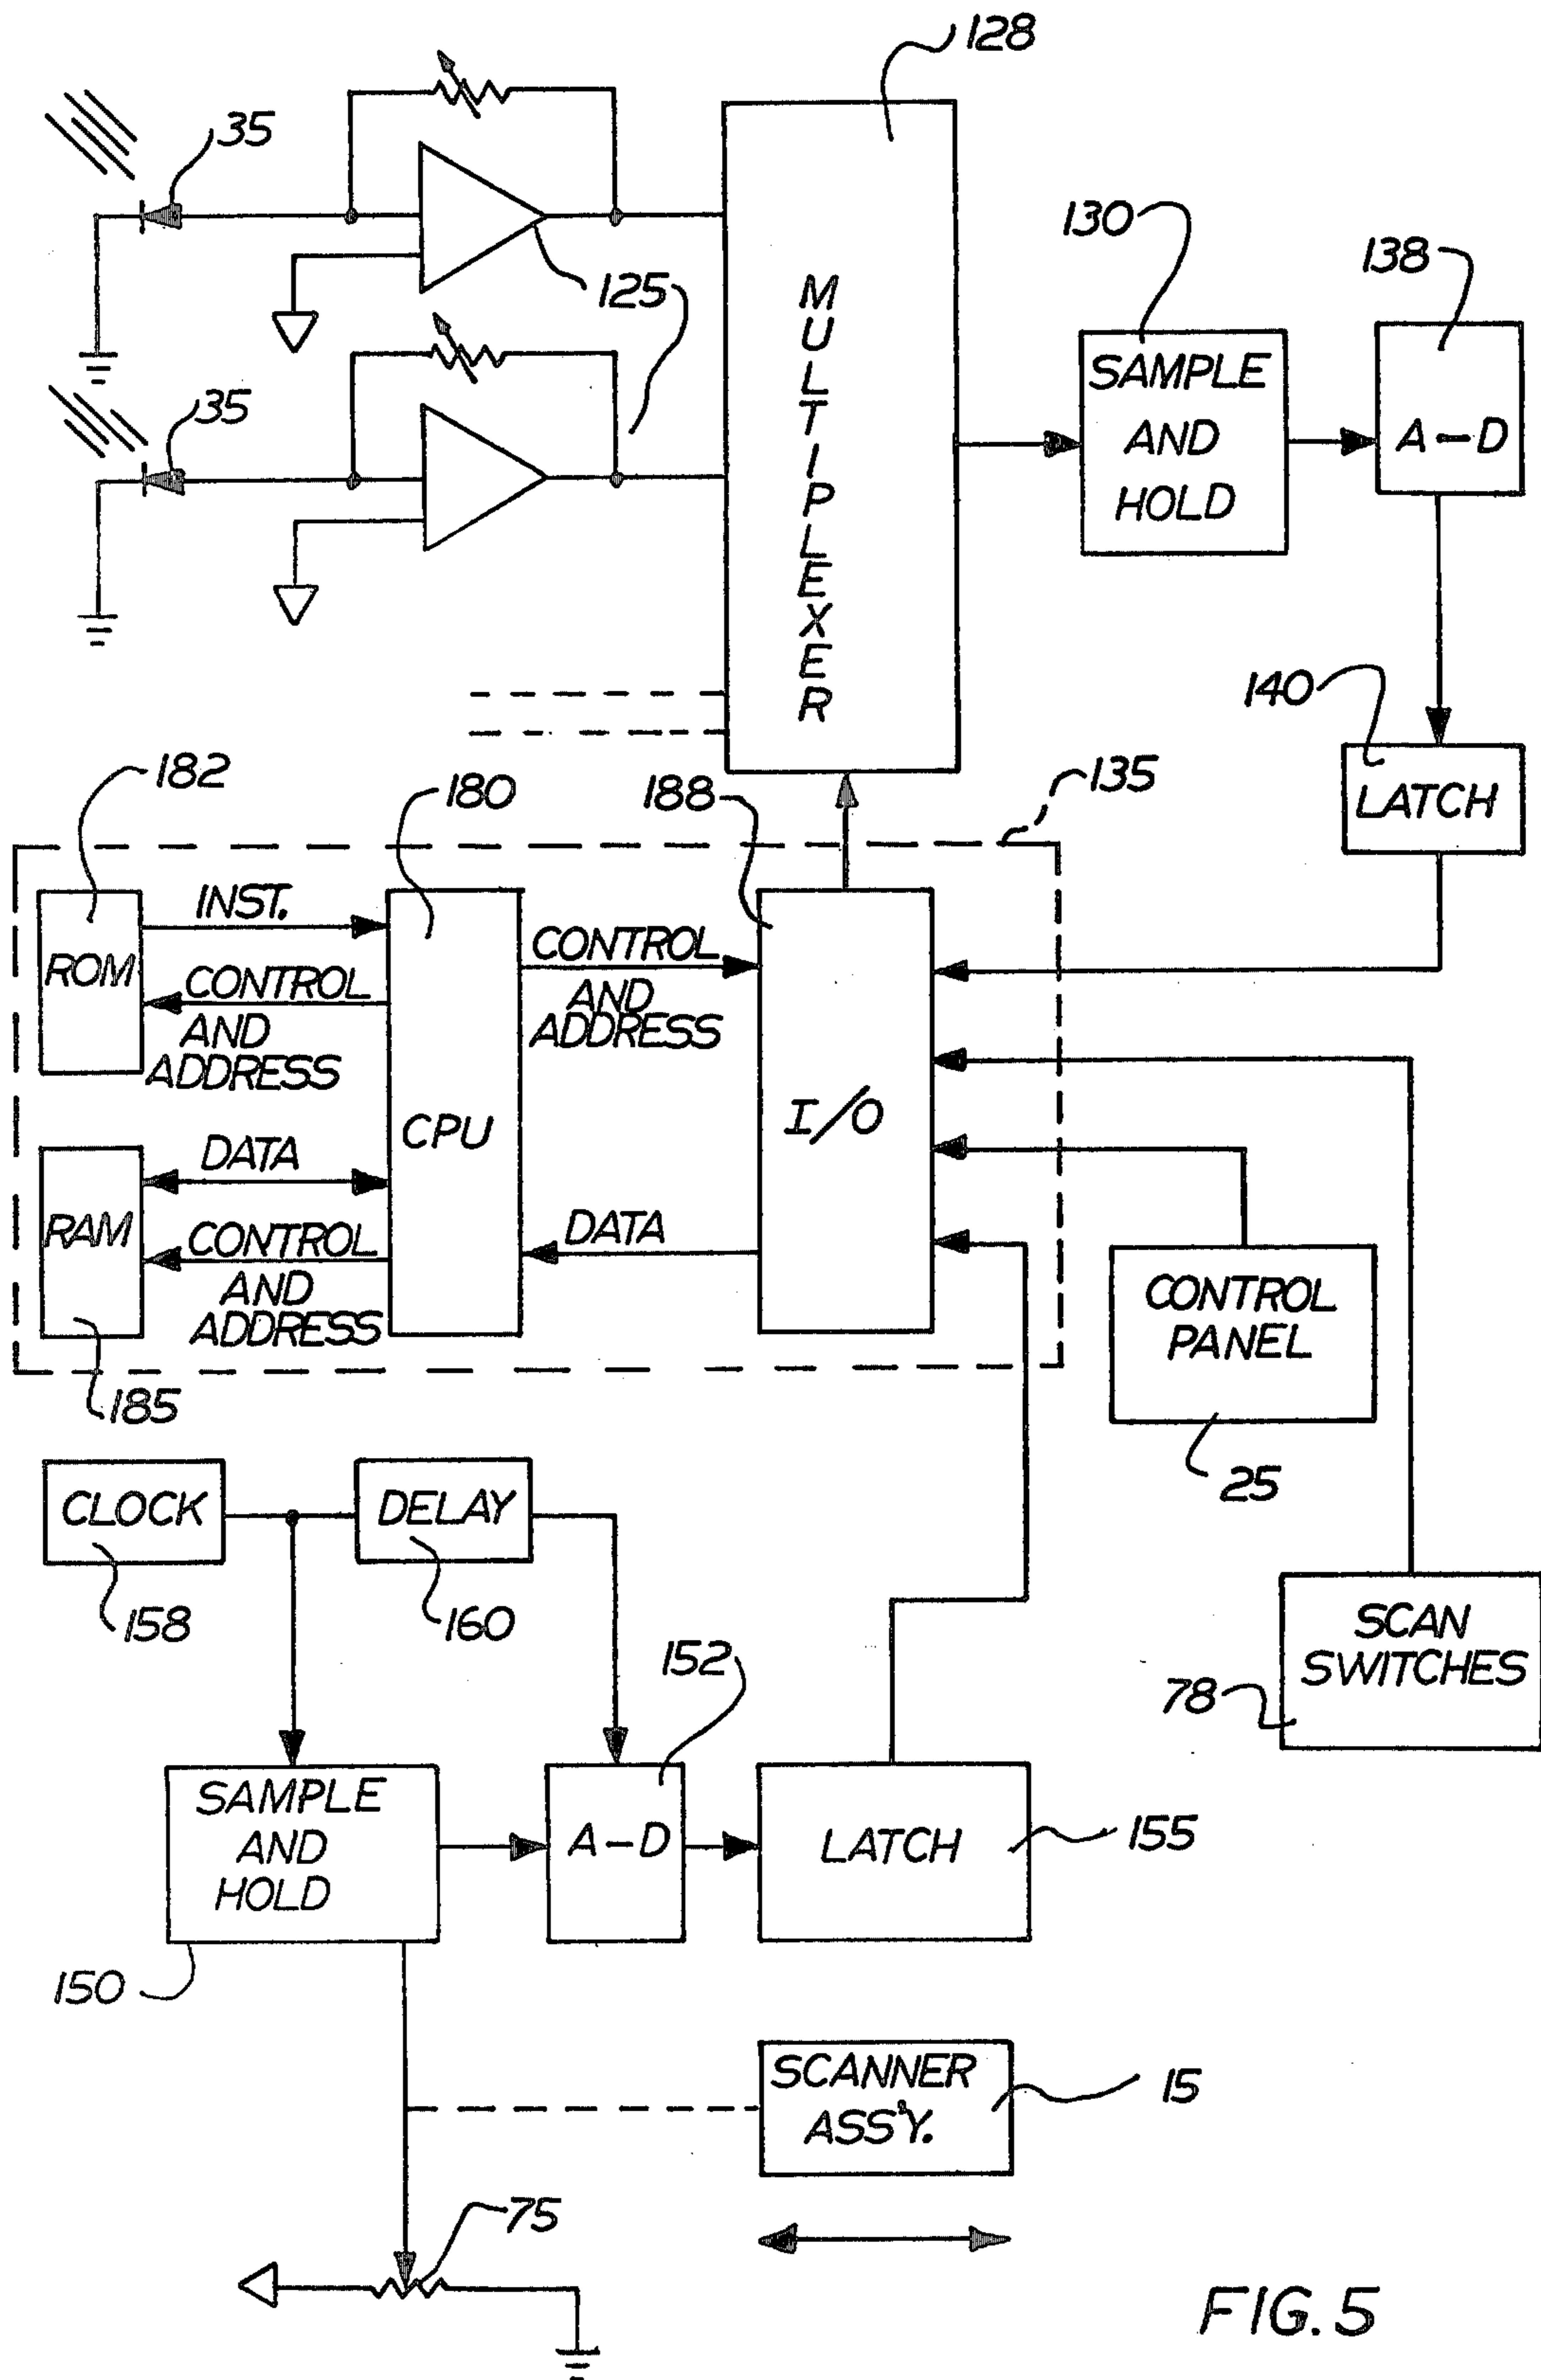 128
35
125
MULTIPLEXER
130
SAMPLE
AND
HOLD
138
A-D
35
140
LATCH
182
180
188
135
ROM
INST.
CONTROL
AND
ADDRESS
CPU
CONTROL
AND
ADDRESS
I/O
RAM
DATA
CONTROL
AND
ADDRESS
DATA
185
CONTROL
PANEL
25
CLOCK
158
DELAY
160
SCAN
SWITCHES
78
152
SAMPLE
AND
HOLD
150
A-D
LATCH
155
SCANNER
ASS'Y.
15
75
FIG. 5